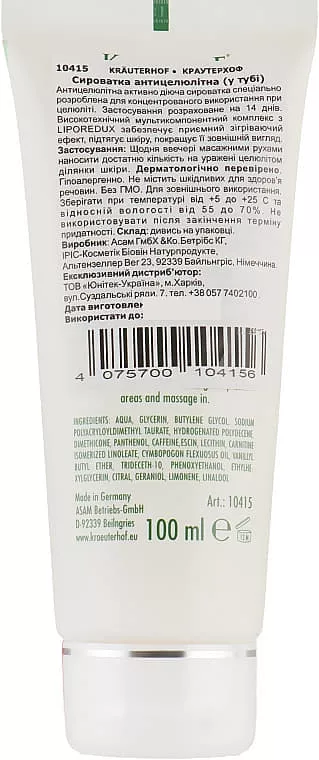 10415 KRÄUTERHOF • КРАУТЕРХОФ
Сироватка антицелюлітна (у тубі)
Антицелюлітна активно діюча сироватка спеціально
розроблена для концентрованого використання при
целюліті. Застосування розраховане на 14 днів.
Високотехнічний мультикомпонентний комплекс з
LIPOREDUX забезпечує приємний зігріваючий
ефект, підтягує шкіру, покращує її зовнішній вигляд.
Застосування: Щодня ввечері масажними рухами
наносити достатню кількість на уражені целюлітом
ділянки шкіри. Дерматологічно перевірено.
Гіпоалергенно. Не містить шкідливих для здоров'я
речовин. Без ГМО. Для зовнішнього використання.
Зберігати при температурі від +5 до +25 С та
відносній вологості від 55 до 70%. Не
використовувати після закінчення терміну
придатності. Склад: дивись на упаковці.
Виробник: Асам ГмбХ &Ко.Бетрібс КГ,
ІРІС-Косметік Біовін Натурпродукте,
Альтензеллер Вег 23, 92339 Байльнгріс, Німеччина.
Ексклюзивний дистриб'ютор:
ТОВ «Юнітек-Україна», м.Харків,
вул.Суздальські ряли, 7. тел.+38 057 7402100
Дата виготовлення:
Використати до:
4 075700 104156
areas and massage in.
INGREDIENTS: AQUA, GLYCERIN, BUTYLENE GLYCOL, SODIUM
POLYACRYLOYLDIMETHYL TAURATE, HYDROGENATED POLYDECENE,
DIMETHICONE, PANTHENOL, CAFFEINE, ESCIN, LECITHIN, CARNITINE
ISOMERIZED LINOLEATE, CYMBOPOGON FLEXUOSUS OIL, VANILLYL
BUTYL ETHER, TRIDECETH-10, PHENOXYETHANOL, ETHYLHE
XYLGLYCERIN, CITRAL, GERANIOL, LIMONENE, LINALOOL
Made in Germany
ASAM Betriebs-GmbH
D-92339 Beilngries
www.kraeuterhof.eu
Art.: 10415
100 ml e
12 M